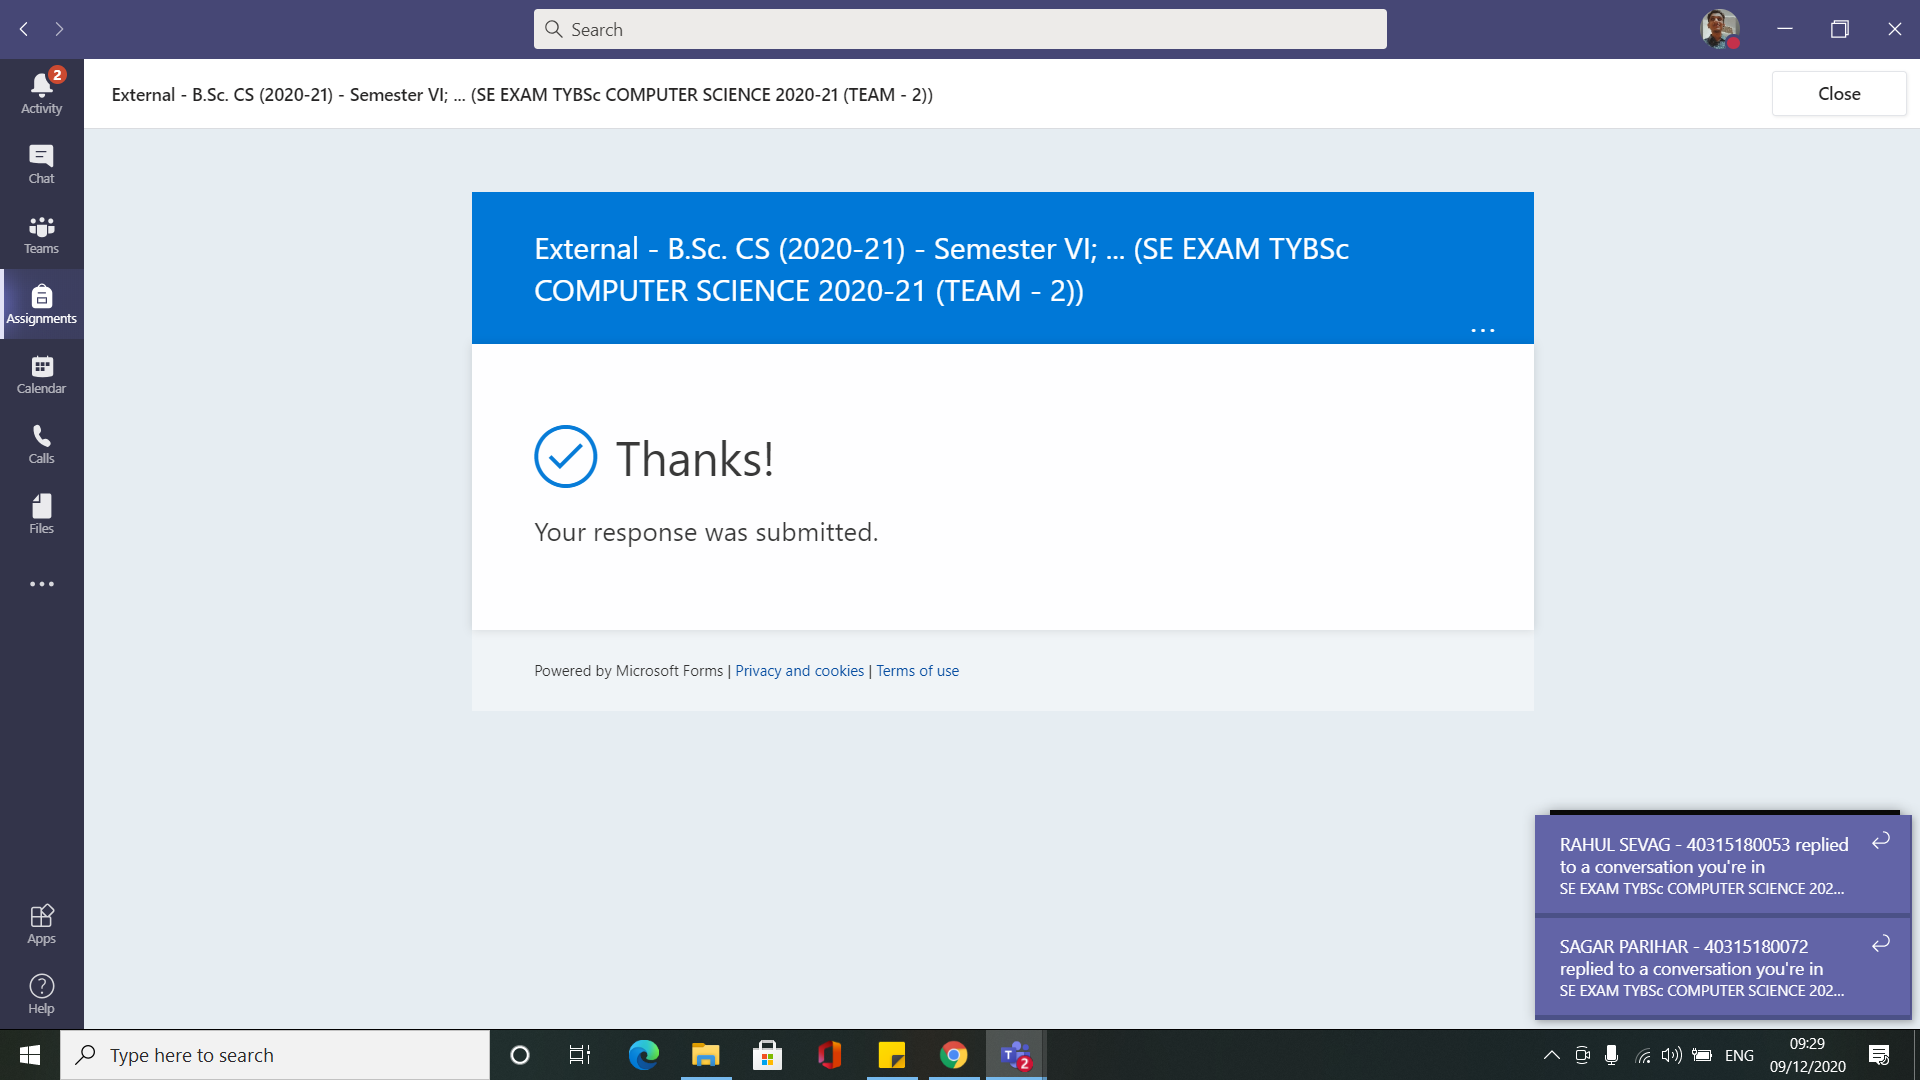 Search
2
Activity
Chat
Teams
Assignments
Calendar
Calls
Files
Apps
Help
External - B.Sc. CS (2020-21) - Semester VI; ... (SE EXAM TYBSc COMPUTER SCIENCE 2020-21 (TEAM - 2))
Close
External - B.Sc. CS (2020-21) - Semester VI; ... (SE EXAM TYBSc
COMPUTER SCIENCE 2020-21 (TEAM - 2))
...
Thanks!
Your response was submitted.
Powered by Microsoft Forms | Privacy and cookies | Terms of use
RAHUL SEVAG - 40315180053 replied
to a conversation you're in
SE EXAM TYBSc COMPUTER SCIENCE 202...
SAGAR PARIHAR - 40315180072
replied to a conversation you're in
SE EXAM TYBSc COMPUTER SCIENCE 202...
Type here to search
T
2
ENG
09:29
09/12/2020